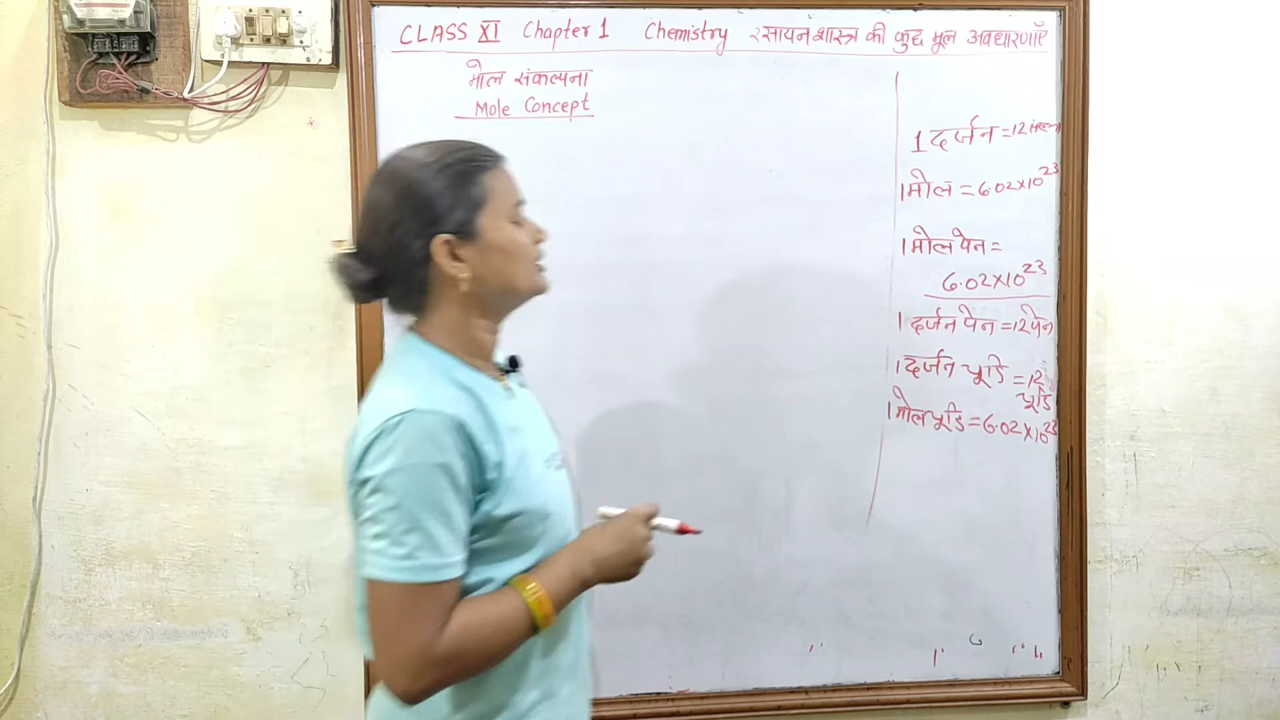 CLASS XI Chapter 1 Chemistry रसायनशास्त्र की कुछ मूल अवधारणाएँ
मोल संकल्पना
Mole Concept
1 दर्जन = 12
1 मोल = 6.02×10²³
1 मोल पेन =
6.02×10²³
1 दर्जन पेन = 12 पेन
1 दर्जन चूड़ि = 12
चूड़ि
1 मोल चूड़ि = 6.02×10²³